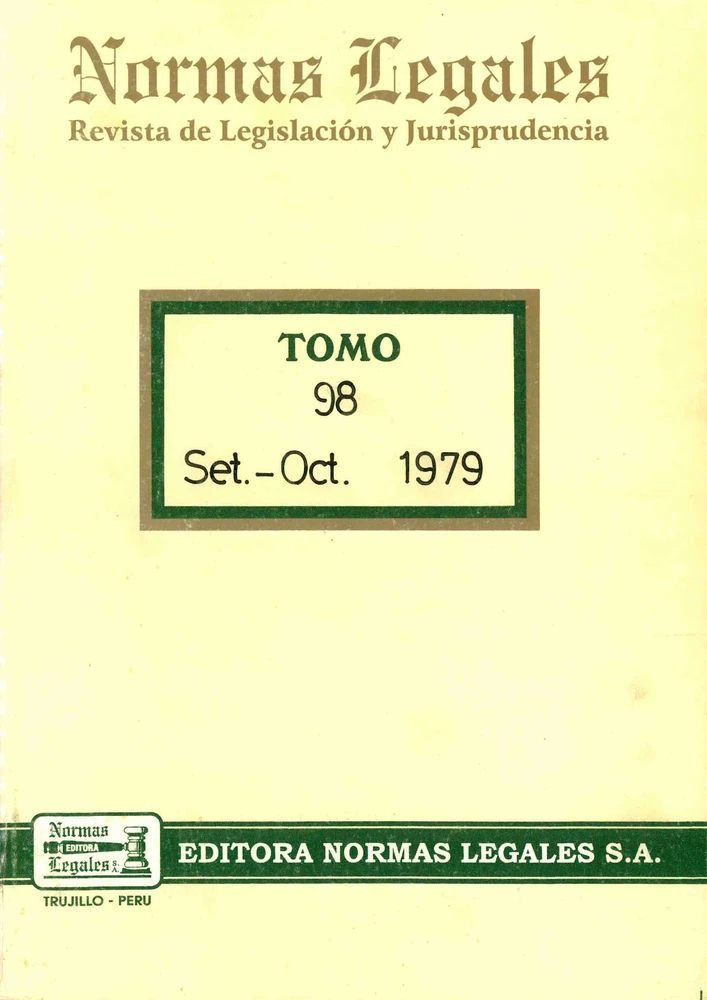 Normas Legales
Revista de Legislación y Jurisprudencia
TOMO
98
Set.-Oct. 1979
Normas
EDITORA
Legales S.A.
EDITORA NORMAS LEGALES S.A.
TRUJILLO - PERU